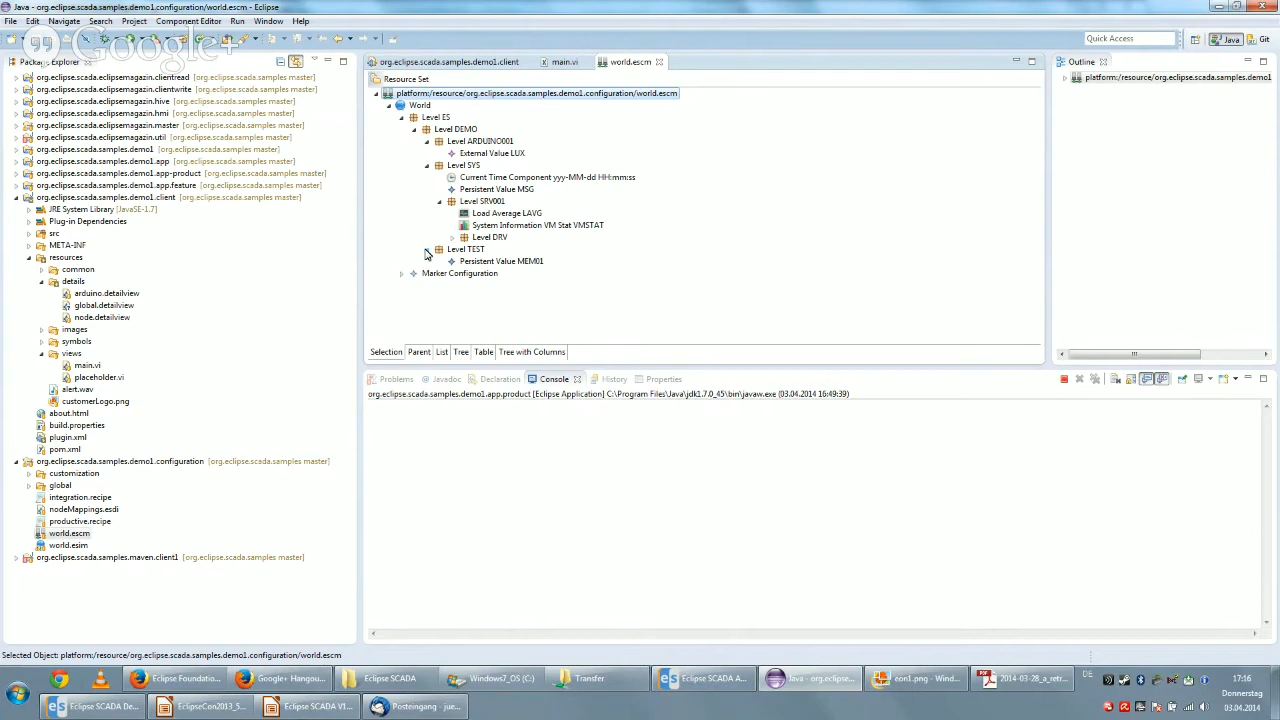 Java - org.eclipse.scada.samples.demo1.configuration/world.escm - Eclipse
File Edit Navigate Search Project Component Editor Run Window Help
Google+
Quick Access
Java
Git
Package Explorer
org.eclipse.scada.eclipsemagazin.clientread [org.eclipse.scada.samples master]
org.eclipse.scada.eclipsemagazin.clientwrite [org.eclipse.scada.samples master]
org.eclipse.scada.eclipsemagazin.hive [org.eclipse.scada.samples master]
org.eclipse.scada.eclipsemagazin.hmi [org.eclipse.scada.samples master]
org.eclipse.scada.eclipsemagazin.master [org.eclipse.scada.samples master]
org.eclipse.scada.eclipsemagazin.util [org.eclipse.scada.samples master]
org.eclipse.scada.samples.demo1 [org.eclipse.scada.samples master]
org.eclipse.scada.samples.demo1.app [org.eclipse.scada.samples master]
org.eclipse.scada.samples.demo1.app-product [org.eclipse.scada.samples master]
org.eclipse.scada.samples.demo1.app.feature [org.eclipse.scada.samples master]
org.eclipse.scada.samples.demo1.client [org.eclipse.scada.samples master]
JRE System Library [JavaSE-1.7]
Plug-in Dependencies
src
META-INF
resources
common
details
arduino.detailview
global.detailview
node.detailview
images
symbols
views
main.vi
placeholder.vi
alert.wav
customerLogo.png
about.html
build.properties
plugin.xml
pom.xml
org.eclipse.scada.samples.demo1.configuration [org.eclipse.scada.samples master]
customization
global
integration.recipe
nodeMappings.esdi
productive.recipe
world.escm
world.esim
org.eclipse.scada.samples.maven.client1 [org.eclipse.scada.samples master]
org.eclipse.scada.samples.demo1.client
main.vi
world.escm
Resource Set
platform:/resource/org.eclipse.scada.samples.demo1.configuration/world.escm
World
Level ES
Level DEMO
Level ARDUINO001
External Value LUX
Level SYS
Current Time Component yyy-MM-dd HH:mm:ss
Persistent Value MSG
Level SRV001
Load Average LAVG
System Information VM Stat VMSTAT
Level DRV
Level TEST
Persistent Value MEM01
Marker Configuration
Selection Parent List Tree Table Tree with Columns
Outline
platform:/resource/org.eclipse.scada.samples.demo1
Problems Javadoc Declaration Console History Properties
org.eclipse.scada.samples.demo1.app.product [Eclipse Application] C:\Program Files\Java\jdk1.7.0_45\bin\javaw.exe (03.04.2014 16:49:39)
Selected Object: platform:/resource/org.eclipse.scada.samples.demo1.configuration/world.escm
Eclipse Foundatio...
Google+ Hangou...
Eclipse SCADA
Windows7_OS (C:)
Transfer
Eclipse SCADA A...
Java - org.eclipse....
eon1.png - Wind...
2014-03-28_a_retr...
DE
17:16
Donnerstag
03.04.2014
Eclipse SCADA De...
EclipseCon2013_5...
Eclipse SCADA V1...
Posteingang - jue...